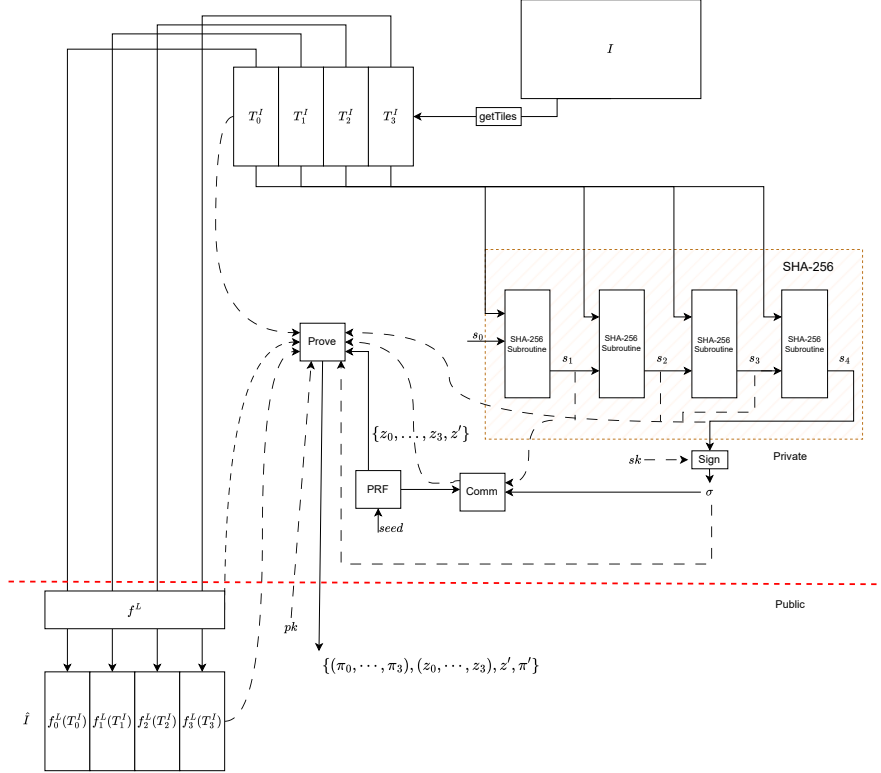 I
T_0^I T_1^I T_2^I T_3^I
getTiles
SHA-256
SHA-256
Subroutine
SHA-256
Subroutine
SHA-256
Subroutine
SHA-256
Subroutine
s_0
s_1
s_2
s_3
s_4
Prove
{z_0, ..., z_3, z'}
Private
sk
Sign
PRF
Comm
σ
seed
Public
f^L
pk
{(π_0, ⋯, π_3), (z_0, ⋯, z_3), z', π'}
Î
f_0^L(T_0^I) f_1^L(T_1^I) f_2^L(T_2^I) f_3^L(T_3^I)